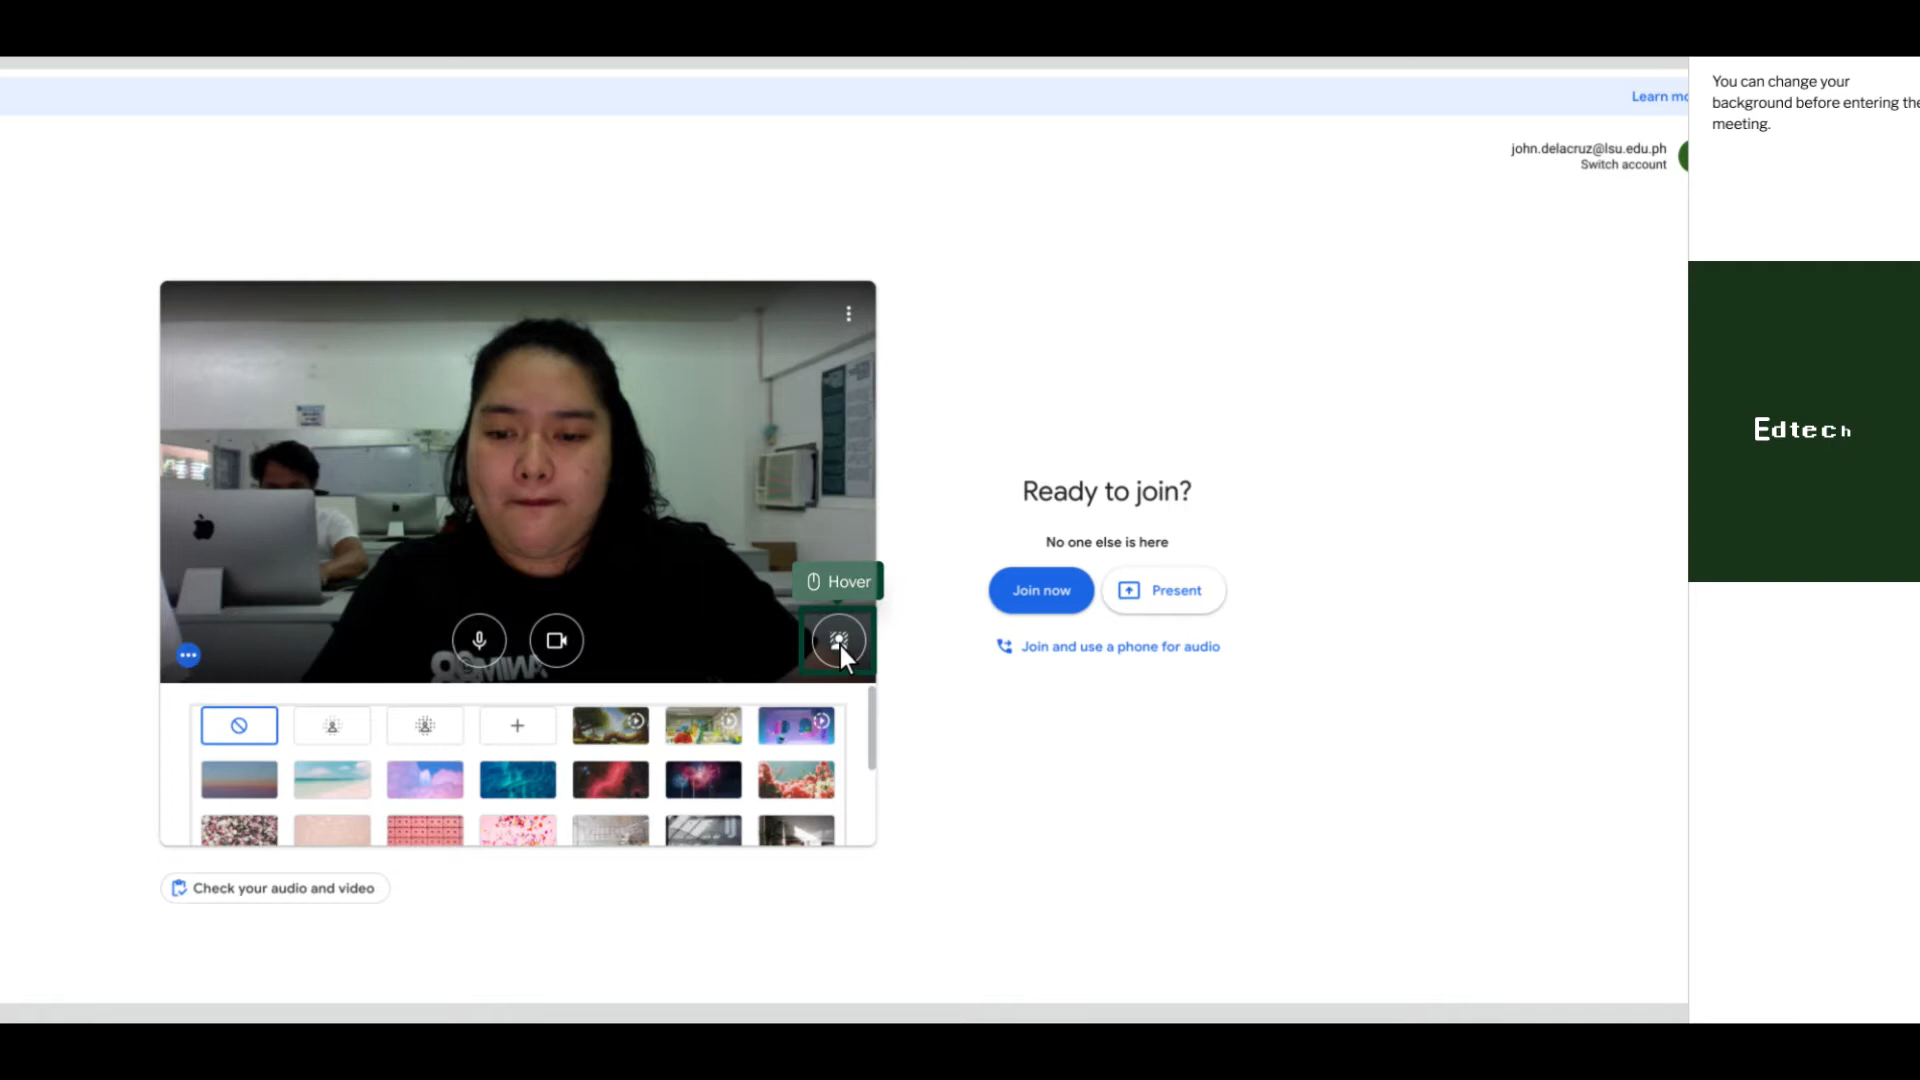 Learn mo
You can change your
background before entering the
meeting.
john.delacruz@lsu.edu.ph
Switch account
Edtech
Ready to join?
No one else is here
Hover
Join now
Present
Join and use a phone for audio
Check your audio and video